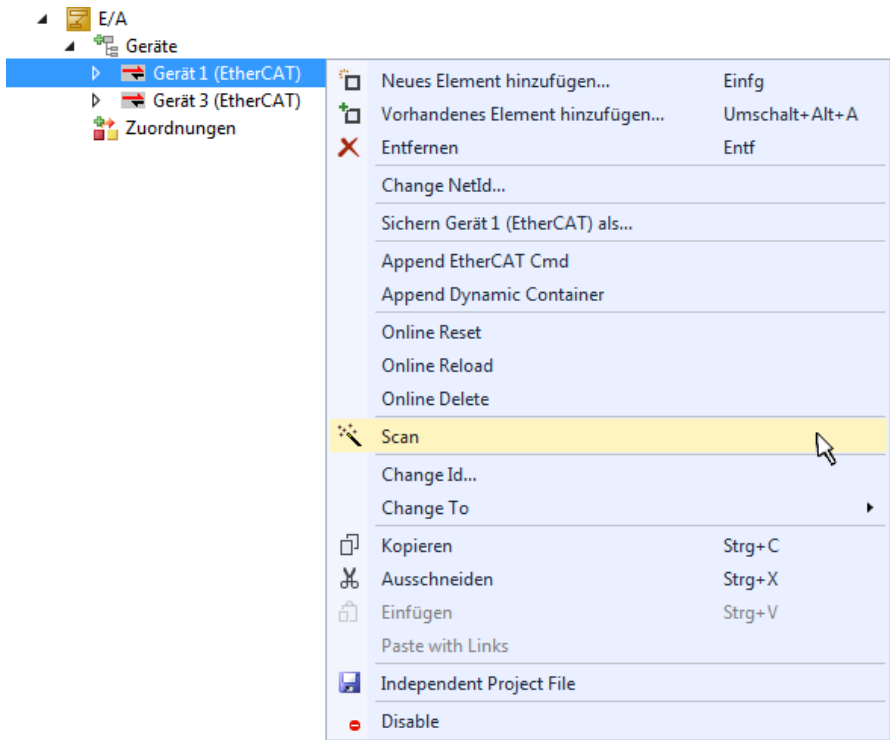 E/A
Geräte
Gerät 1 (EtherCAT)
Gerät 3 (EtherCAT)
Zuordnungen
Neues Element hinzufügen... Einfg
Vorhandenes Element hinzufügen... Umschalt+Alt+A
Entfernen Entf
Change NetId...
Sichern Gerät 1 (EtherCAT) als...
Append EtherCAT Cmd
Append Dynamic Container
Online Reset
Online Reload
Online Delete
Scan
Change Id...
Change To
Kopieren Strg+C
Ausschneiden Strg+X
Einfügen Strg+V
Paste with Links
Independent Project File
Disable